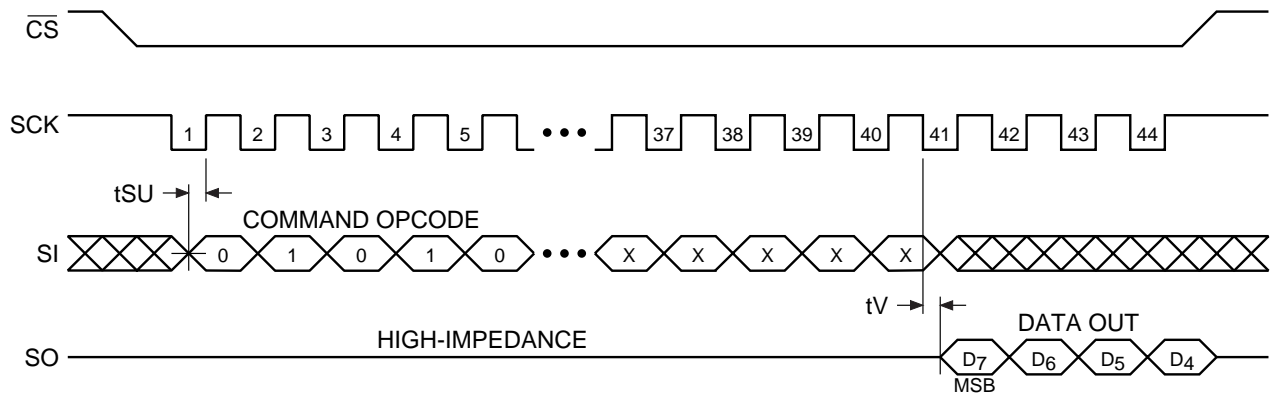 CS
SCK
1 2 3 4 5 ••• 37 38 39 40 41 42 43 44
tSU
COMMAND OPCODE
SI
0 1 0 1 0 ••• X X X X X
tV
HIGH-IMPEDANCE
DATA OUT
SO
D7 D6 D5 D4
MSB